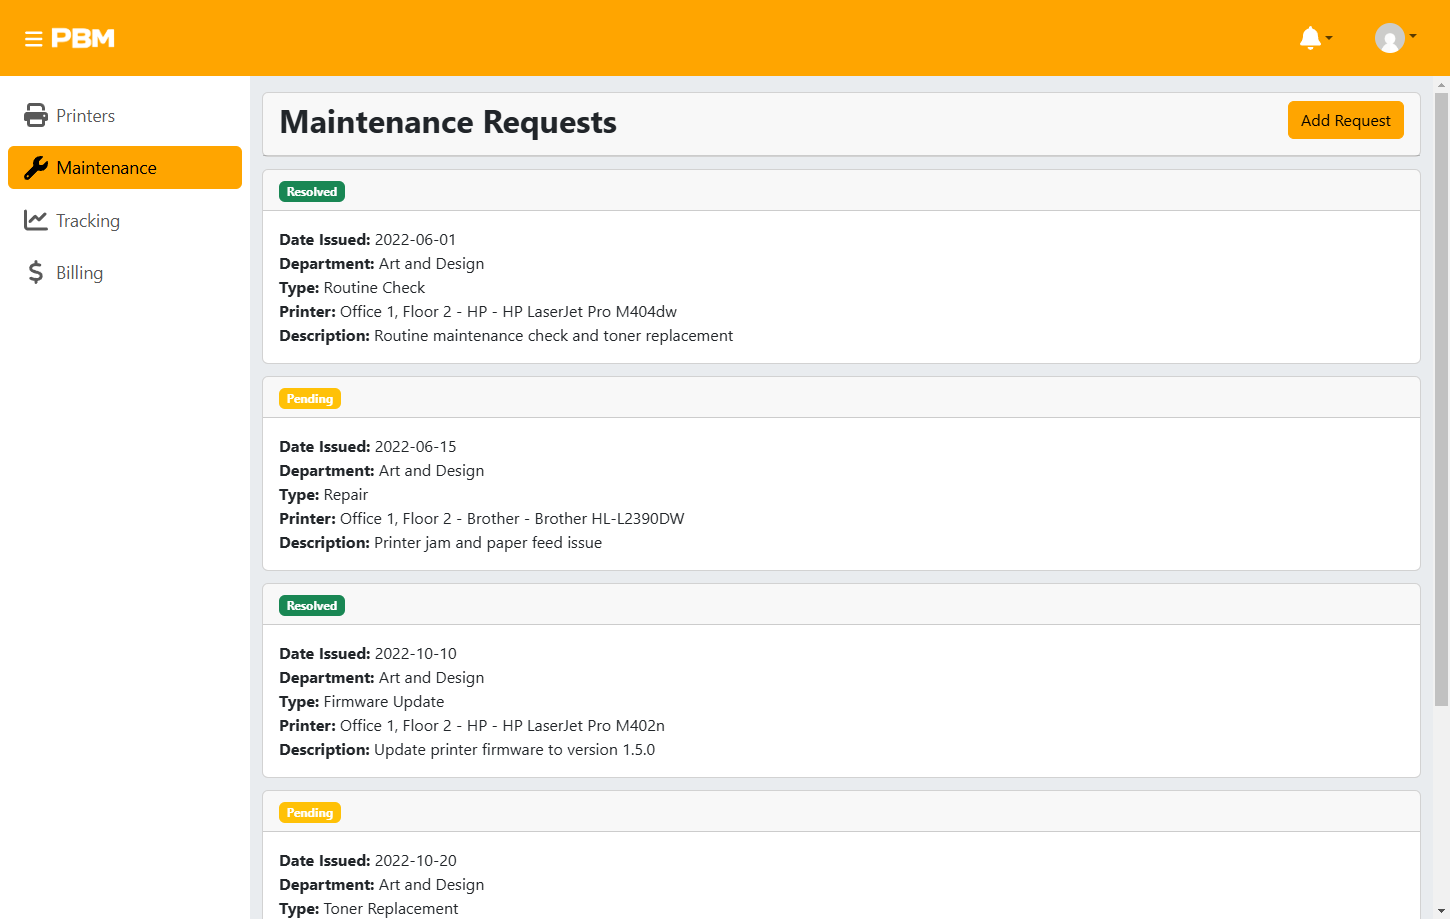 PBM
Printers
Maintenance
Tracking
Billing
Maintenance Requests
Add Request
Resolved
Date Issued: 2022-06-01
Department: Art and Design
Type: Routine Check
Printer: Office 1, Floor 2 - HP - HP LaserJet Pro M404dw
Description: Routine maintenance check and toner replacement
Pending
Date Issued: 2022-06-15
Department: Art and Design
Type: Repair
Printer: Office 1, Floor 2 - Brother - Brother HL-L2390DW
Description: Printer jam and paper feed issue
Resolved
Date Issued: 2022-10-10
Department: Art and Design
Type: Firmware Update
Printer: Office 1, Floor 2 - HP - HP LaserJet Pro M402n
Description: Update printer firmware to version 1.5.0
Pending
Date Issued: 2022-10-20
Department: Art and Design
Type: Toner Replacement